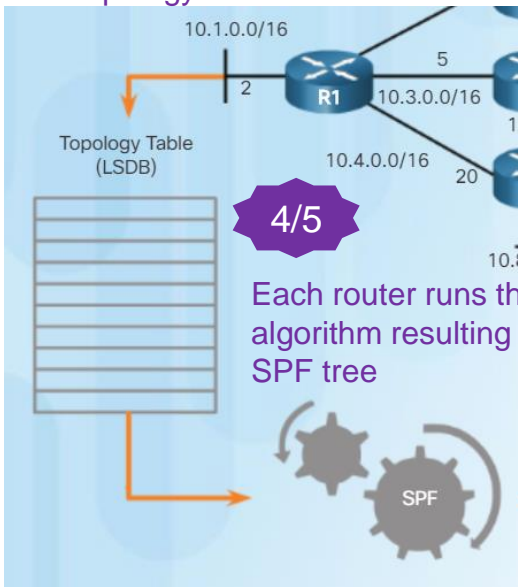 10.1.0.0/16
5
2
R1
10.3.0.0/16
Topology Table
(LSDB)
10.4.0.0/16
20
4/5
Each router runs
algorithm resulting
SPF tree
SPF